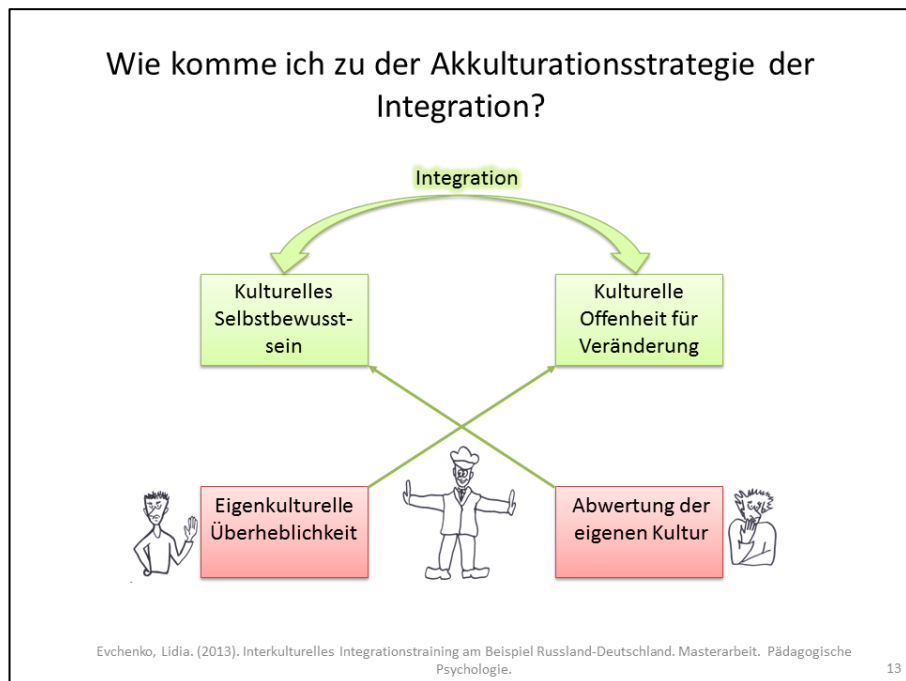 Wie komme ich zu der Akkulturationsstrategie der
Integration?
Integration
Kulturelles
Selbstbewusst-
sein
Kulturelle
Offenheit für
Veränderung
Eigenkulturelle
Überheblichkeit
Abwertung der
eigenen Kultur
Evchenko, Lidia. (2013). Interkulturelles Integrationstraining am Beispiel Russland-Deutschland. Masterarbeit. Pädagogische
Psychologie.
13